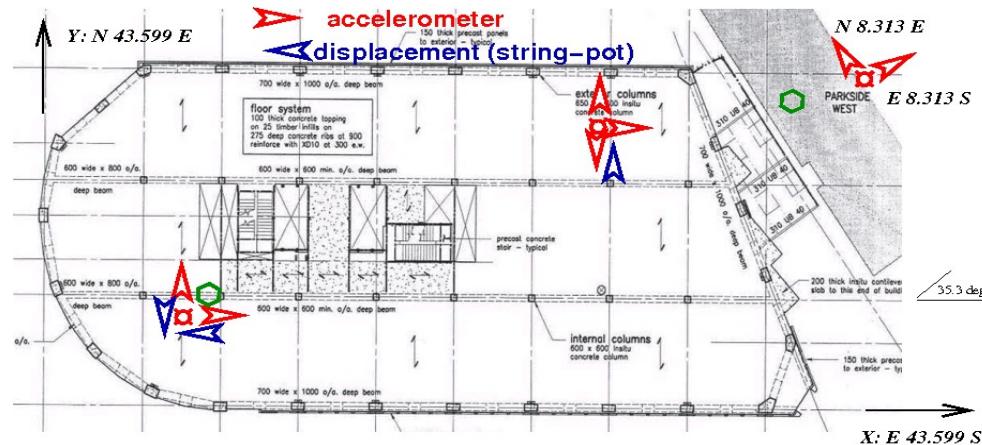 Y: N 43.599 E
150 thick precast panels
to exterior - typical
accelerometer
displacement (string-pot)
N 8.313 E
E 8.313 S
PARKSIDE
WEST
700 wide x 1000 o/a. deep beam
floor system
100 thick concrete topping
on 25 timber infills on
275 deep concrete ribs at 900
reinforce with XD10 at 300 e.w.
columns
insitu
concrete column
310 UB 40
310 UB 40
310 UB 40
600 wide x 800 o/a.
deep beam
600 wide x 600 min. o/a. deep beam
700 wide x 1000 o/a. deep beam
precast concrete
stair - typical
600 wide x 800 o/a.
deep beam
600 wide x 600 min. o/a. deep beam
200 thick insitu
slab to this end of
35.3 deg
o/a.
internal columns
600 x 600 insitu
concrete column
150 thick precast
to exterior -
700 wide x 1000 o/a. deep beam
X: E 43.599 S